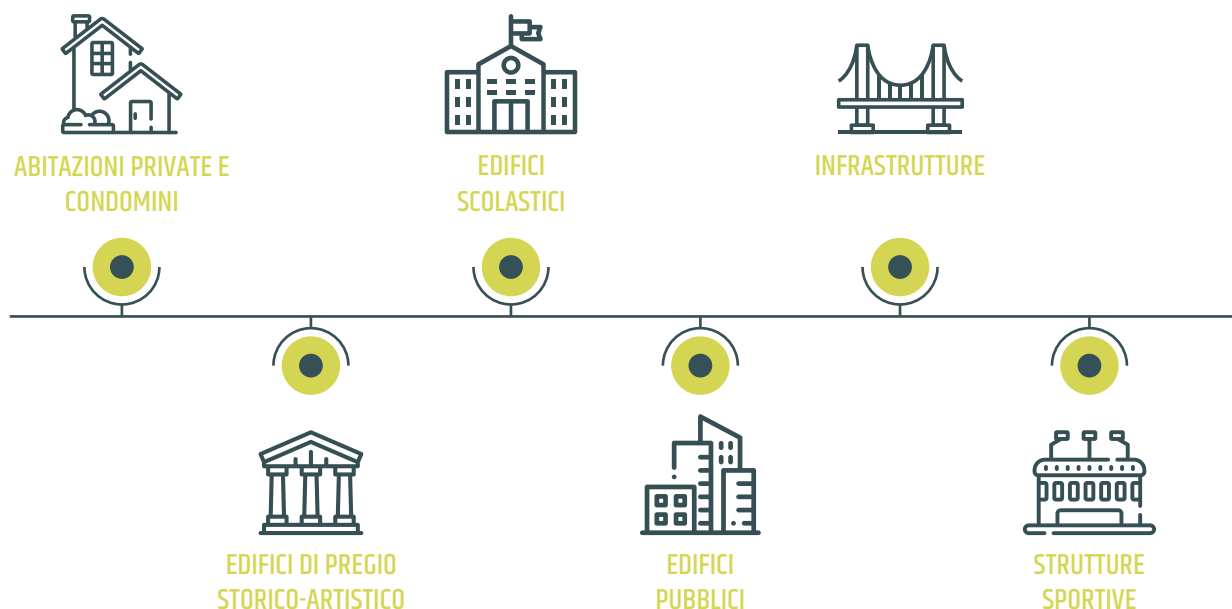 ABITAZIONI PRIVATE E
CONDOMINI
EDIFICI
SCOLASTICI
INFRASTRUTTURE
EDIFICI DI PREGIO
STORICO-ARTISTICO
EDIFICI
PUBBLICI
STRUTTURE
SPORTIVE